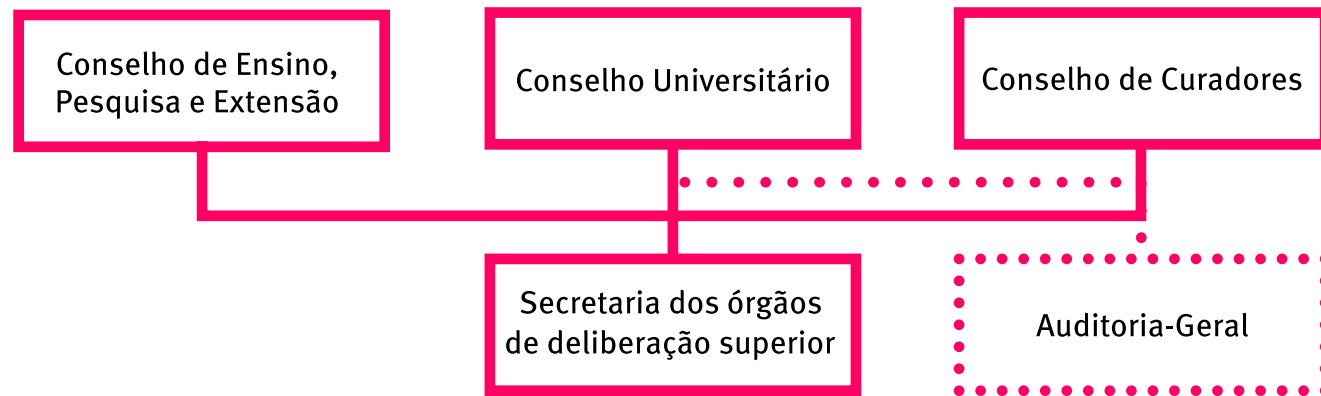 Conselho de Ensino,
Pesquisa e Extensão
Conselho Universitário
Conselho de Curadores
Secretaria dos órgãos
de deliberação superior
Auditoria-Geral